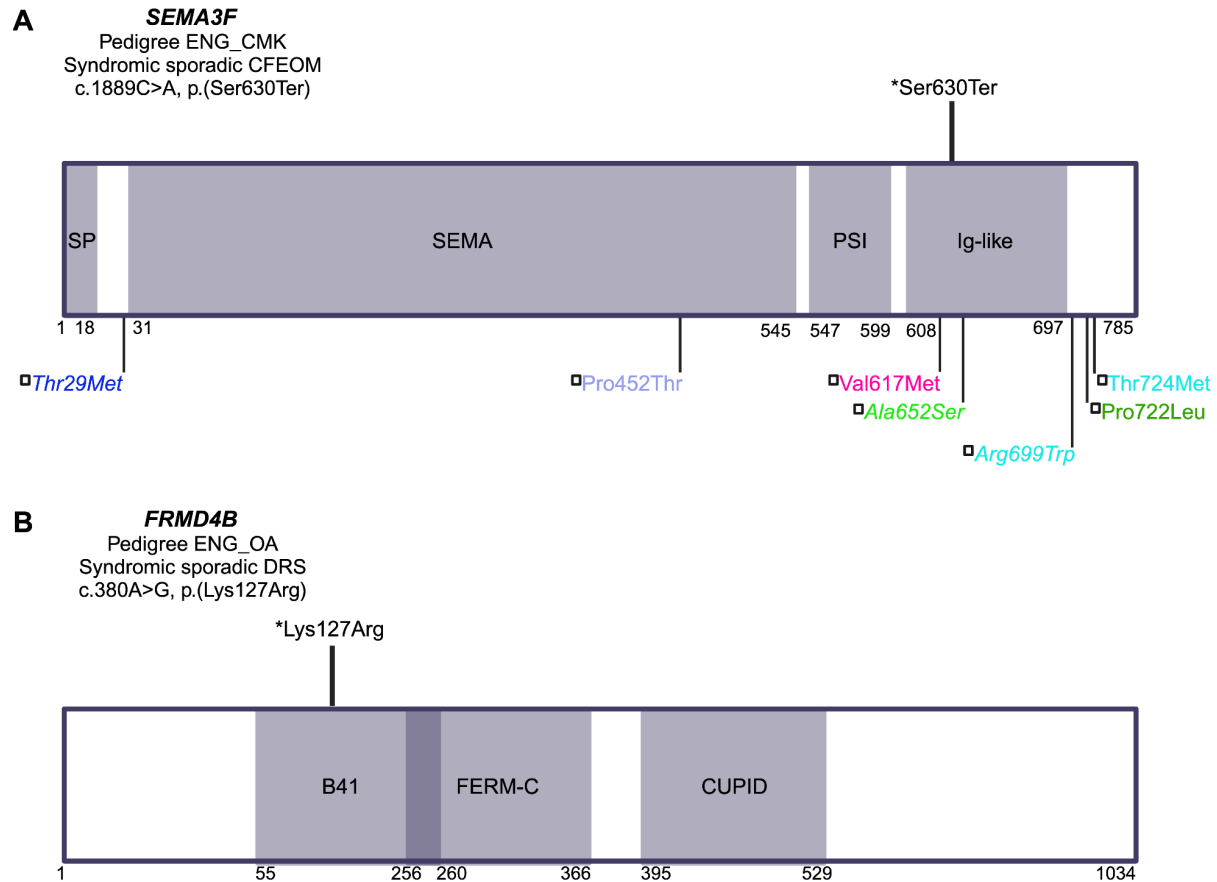 A
SEMA3F
Pedigree ENG_CMK
Syndromic sporadic CFEOM
c.1889C>A, p.(Ser630Ter)
*Ser630Ter
SP SEMA PSI Ig-like
1 18 31 545 547 599 608 697 785
Thr29Met Pro452Thr Val617Met Thr724Met
Ala652Ser Pro722Leu
Arg699Trp
B
FRMD4B
Pedigree ENG_OA
Syndromic sporadic DRS
c.380A>G, p.(Lys127Arg)
*Lys127Arg
B41 FERM-C CUPID
1 55 256 260 366 395 529 1034